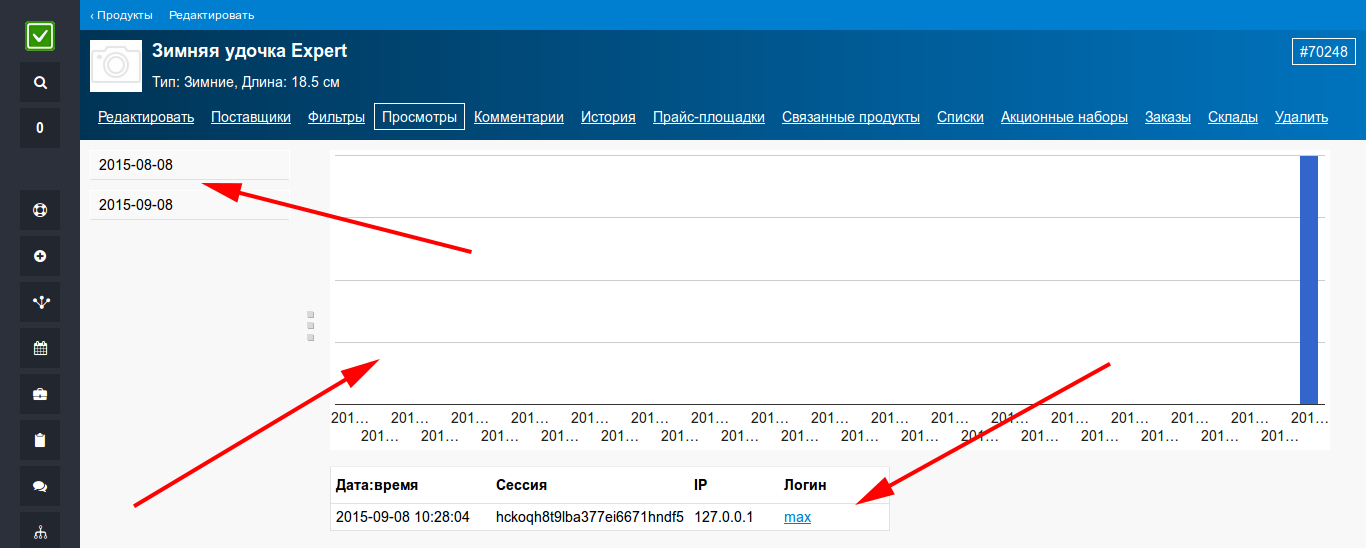 ‹ Продукты Редактировать
Зимняя удочка Expert
#70248
Тип: Зимние, Длина: 18.5 см
0
Редактировать Поставщики Фильтры Просмотры Комментарии История Прайс-площадки Связанные продукты Списки Акционные наборы Заказы Склады Удалить
2015-08-08
2015-09-08
201… 201… 201… 201… 201… 201… 201… 201… 201… 201… 201… 201… 201… 201… 201… 201… 201…
201… 201… 201… 201… 201… 201… 201… 201… 201… 201… 201… 201… 201… 201… 201… 201…
Дата:время Сессия IP Логин
2015-09-08 10:28:04 hckoqh8t9lba377ei6671hndf5 127.0.0.1 max